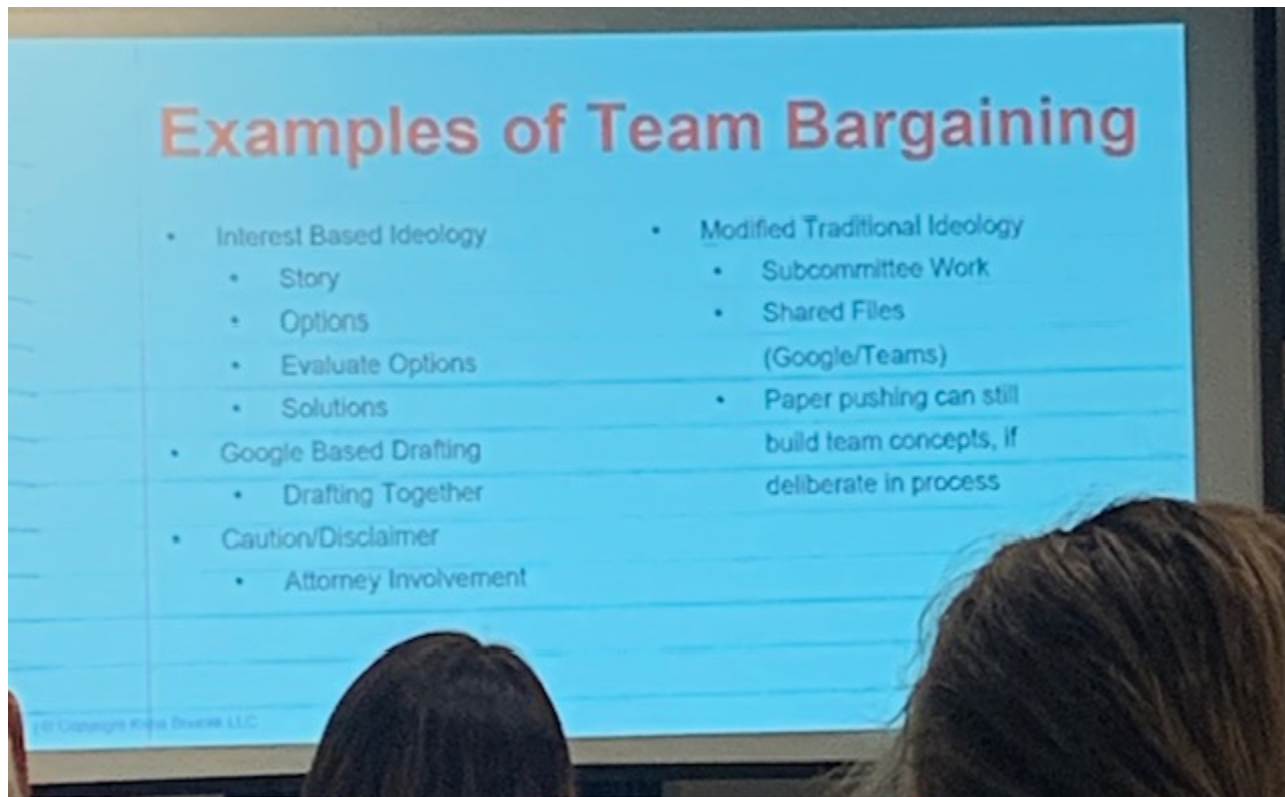 Examples of Team Bargaining
• Interest Based Ideology
• Story
• Options
• Evaluate Options
• Solutions
• Google Based Drafting
• Drafting Together
• Caution/Disclaimer
• Attorney Involvement
• Modified Traditional Ideology
• Subcommittee Work
• Shared Files
(Google/Teams)
• Paper pushing can still
build team concepts, if
deliberate in process
© Copyright LLC